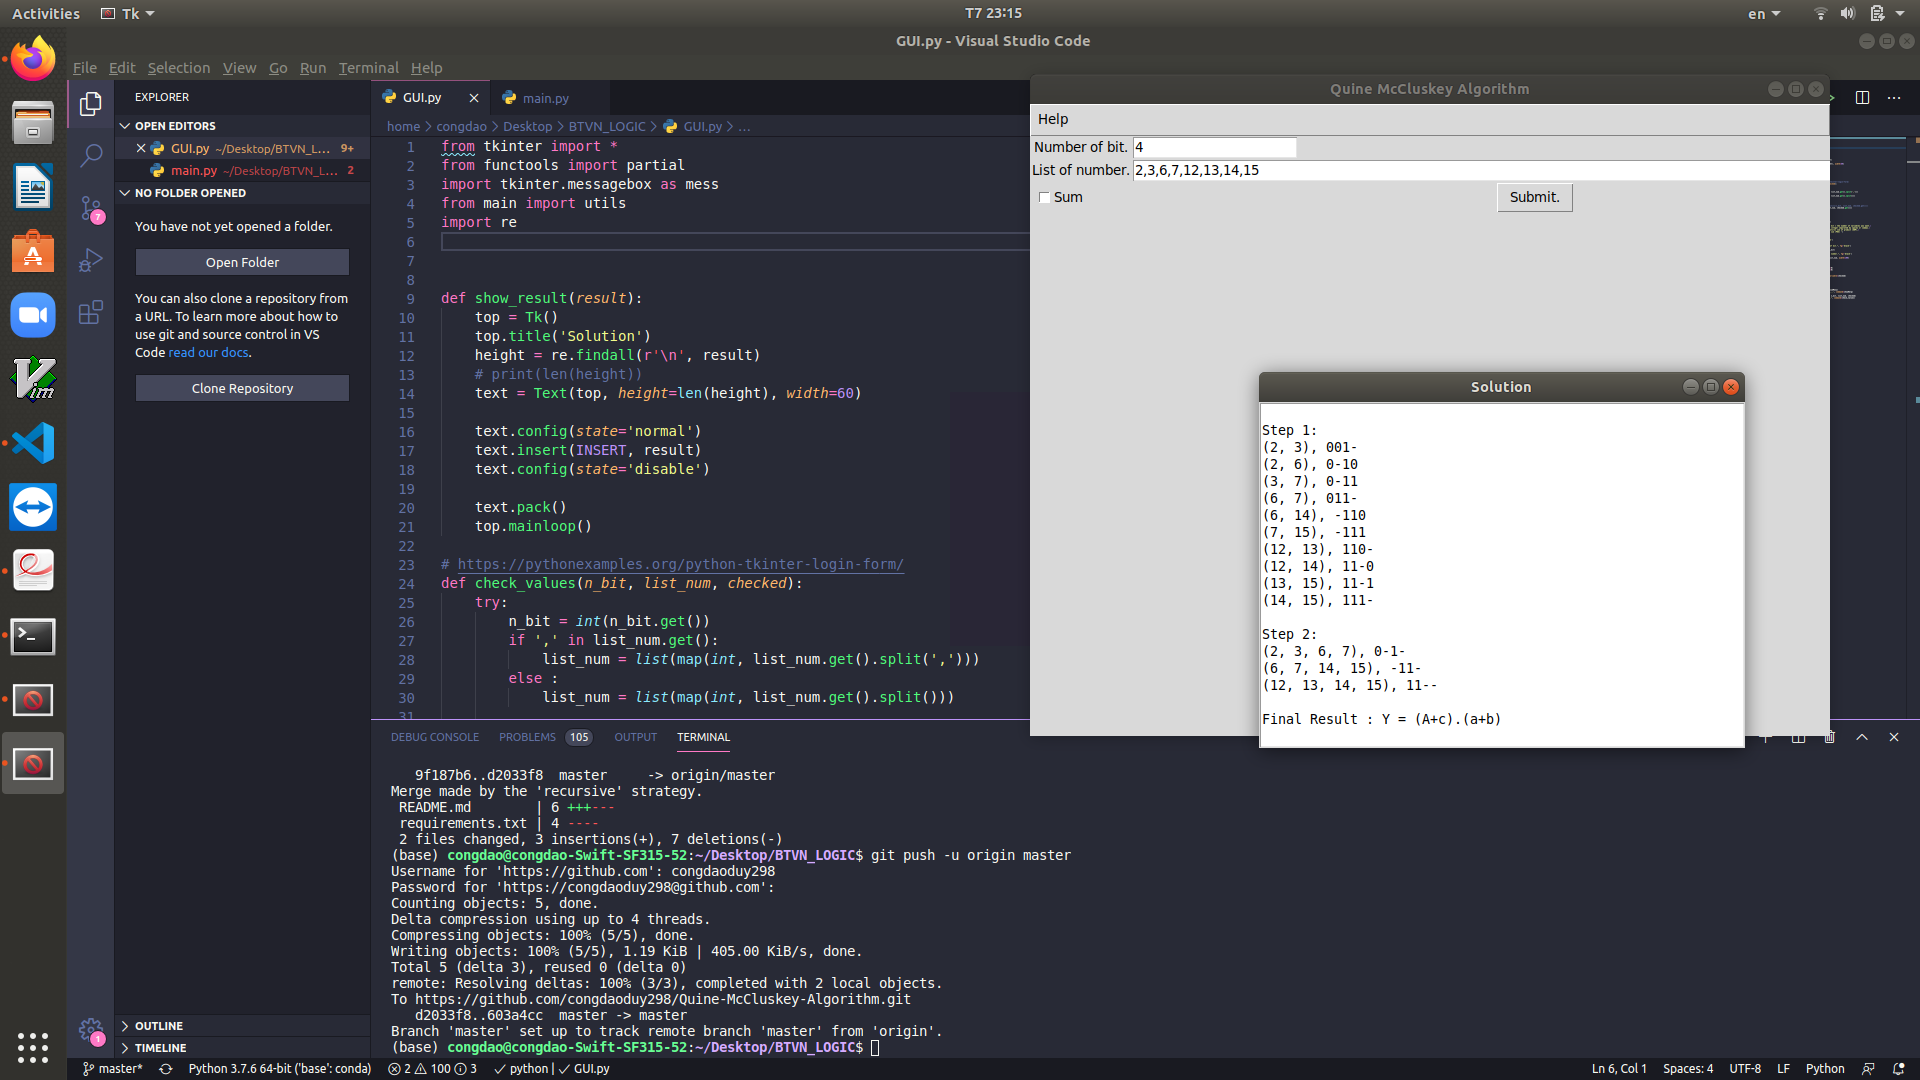 Activities
Tk
T7 23:15
en
GUI.py - Visual Studio Code
File Edit Selection View Go Run Terminal Help
EXPLORER
OPEN EDITORS
GUI.py ~/Desktop/BTVN_L... 9+
main.py ~/Desktop/BTVN_L... 2
NO FOLDER OPENED
You have not yet opened a folder.
Open Folder
You can also clone a repository from
a URL. To learn more about how to
use git and source control in VS
Code read our docs.
Clone Repository
OUTLINE
TIMELINE
7
1
GUI.py
main.py
home > congdao > Desktop > BTVN_LOGIC > GUI.py > ...
1 from tkinter import *
2 from functools import partial
3 import tkinter.messagebox as mess
4 from main import utils
5 import re
6
7
8
9 def show_result(result):
10 top = Tk()
11 top.title('Solution')
12 height = re.findall(r'\n', result)
13 # print(len(height))
14 text = Text(top, height=len(height), width=60)
15
16 text.config(state='normal')
17 text.insert(INSERT, result)
18 text.config(state='disable')
19
20 text.pack()
21 top.mainloop()
22
23 # https://pythonexamples.org/python-tkinter-login-form/
24 def check_values(n_bit, list_num, checked):
25 try:
26 n_bit = int(n_bit.get())
27 if ',' in list_num.get():
28 list_num = list(map(int, list_num.get().split(',')))
29 else :
30 list_num = list(map(int, list_num.get().split()))
31
Quine McCluskey Algorithm
Help
Number of bit. 4
List of number. 2,3,6,7,12,13,14,15
Sum
Submit.
Solution
Step 1:
(2, 3), 001-
(2, 6), 0-10
(3, 7), 0-11
(6, 7), 011-
(6, 14), -110
(7, 15), -111
(12, 13), 110-
(12, 14), 11-0
(13, 15), 11-1
(14, 15), 111-
Step 2:
(2, 3, 6, 7), 0-1-
(6, 7, 14, 15), -11-
(12, 13, 14, 15), 11--
Final Result : Y = (A+c).(a+b)
DEBUG CONSOLE PROBLEMS 105 OUTPUT TERMINAL
9f187b6..d2033f8 master -> origin/master
Merge made by the 'recursive' strategy.
README.md | 6 +++---
requirements.txt | 4 ----
2 files changed, 3 insertions(+), 7 deletions(-)
(base) congdao@congdao-Swift-SF315-52:~/Desktop/BTVN_LOGIC$ git push -u origin master
Username for 'https://github.com': congdaoduy298
Password for 'https://congdaoduy298@github.com':
Counting objects: 5, done.
Delta compression using up to 4 threads.
Compressing objects: 100% (5/5), done.
Writing objects: 100% (5/5), 1.19 KiB | 405.00 KiB/s, done.
Total 5 (delta 3), reused 0 (delta 0)
remote: Resolving deltas: 100% (3/3), completed with 2 local objects.
To https://github.com/congdaoduy298/Quine-McCluskey-Algorithm.git
d2033f8..603a4cc master -> master
Branch 'master' set up to track remote branch 'master' from 'origin'.
(base) congdao@congdao-Swift-SF315-52:~/Desktop/BTVN_LOGIC$
master* Python 3.7.6 64-bit ('base': conda) 2 100 3 python | GUI.py
Ln 6, Col 1 Spaces: 4 UTF-8 LF Python